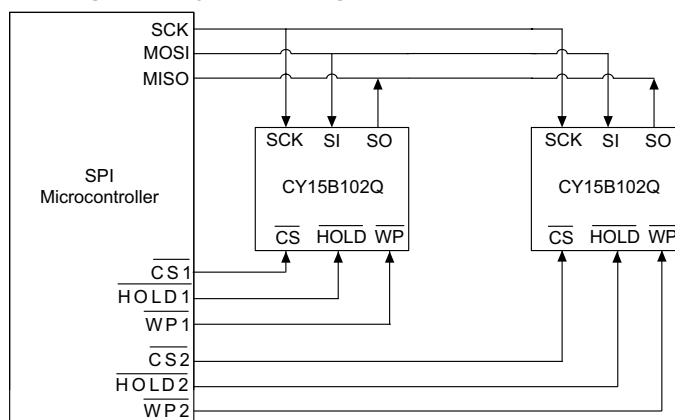 SCK
MOSI
MISO
SCK SI SO
SCK SI SO
SPI
Microcontroller
CY15B102Q
CY15B102Q
CS HOLD WP
CS HOLD WP
CS1
HOLD1
WP1
CS2
HOLD2
WP2